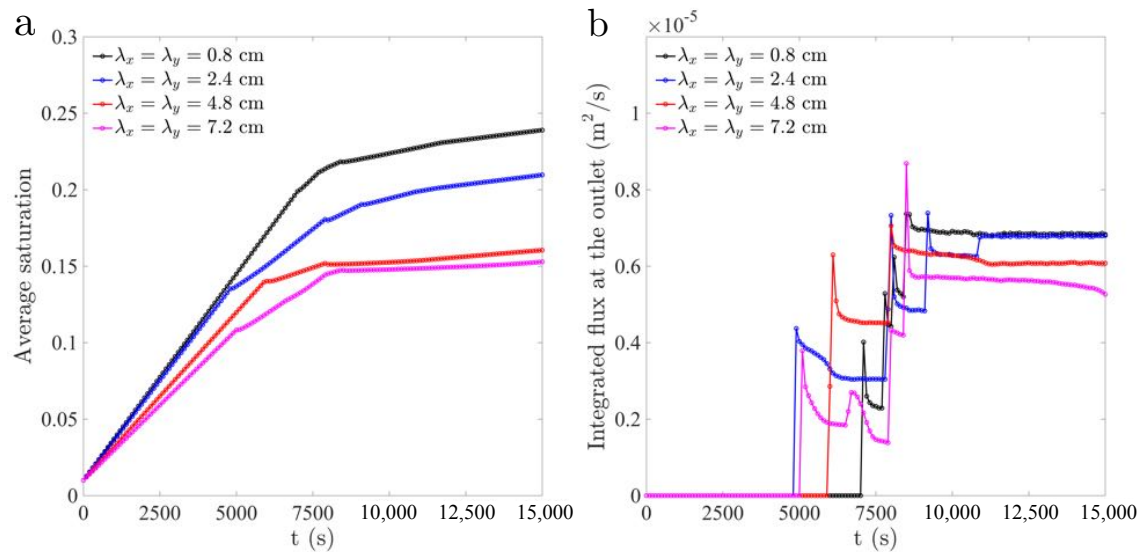 a
0.3
0.25
0.2
0.15
0.1
0.05
0
Average saturation
λx = λy = 0.8 cm
λx = λy = 2.4 cm
λx = λy = 4.8 cm
λx = λy = 7.2 cm
0 2500 5000 7500 10,000 12,500 15,000
t (s)
b
×10^-5
1
0.8
0.6
0.4
0.2
0
Integrated flux at the outlet (m²/s)
λx = λy = 0.8 cm
λx = λy = 2.4 cm
λx = λy = 4.8 cm
λx = λy = 7.2 cm
0 2500 5000 7500 10,000 12,500 15,000
t (s)